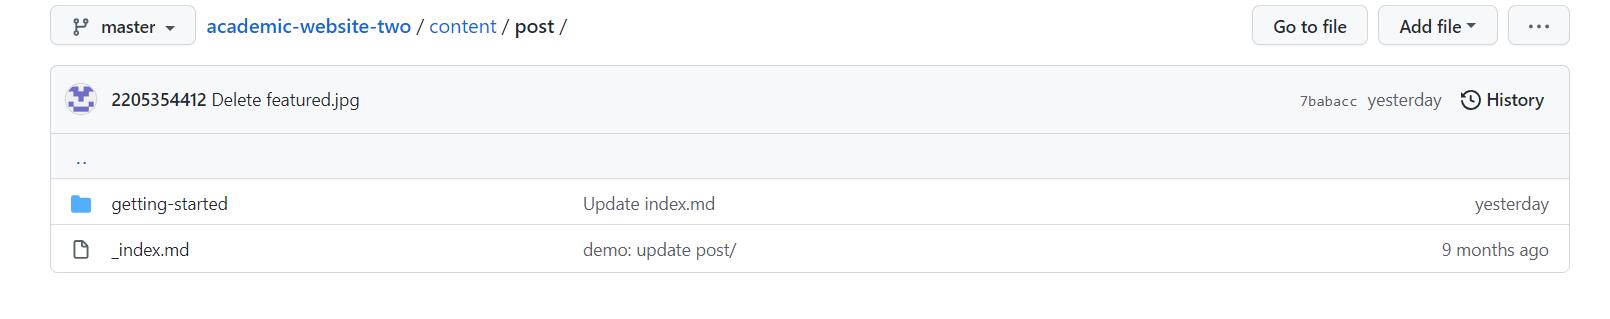 master academic-website-two / content / post / Go to file Add file ...
2205354412 Delete featured.jpg 7babacc yesterday History
..
getting-started Update index.md yesterday
_index.md demo: update post/ 9 months ago